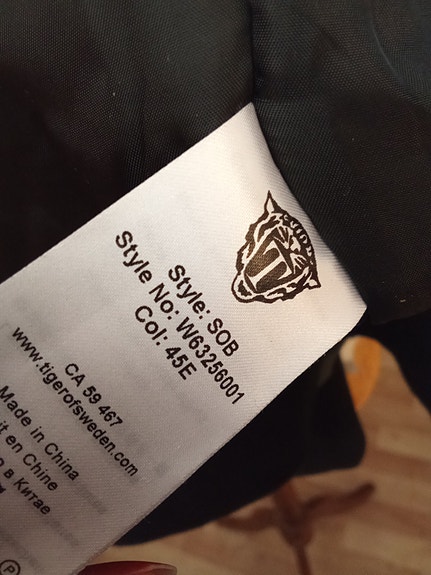 Style: SOB
Style No: W63256001
Col: 45E
CA 59 467
www.tigerofsweden.com
Made in China
en Chine
в Китае
P